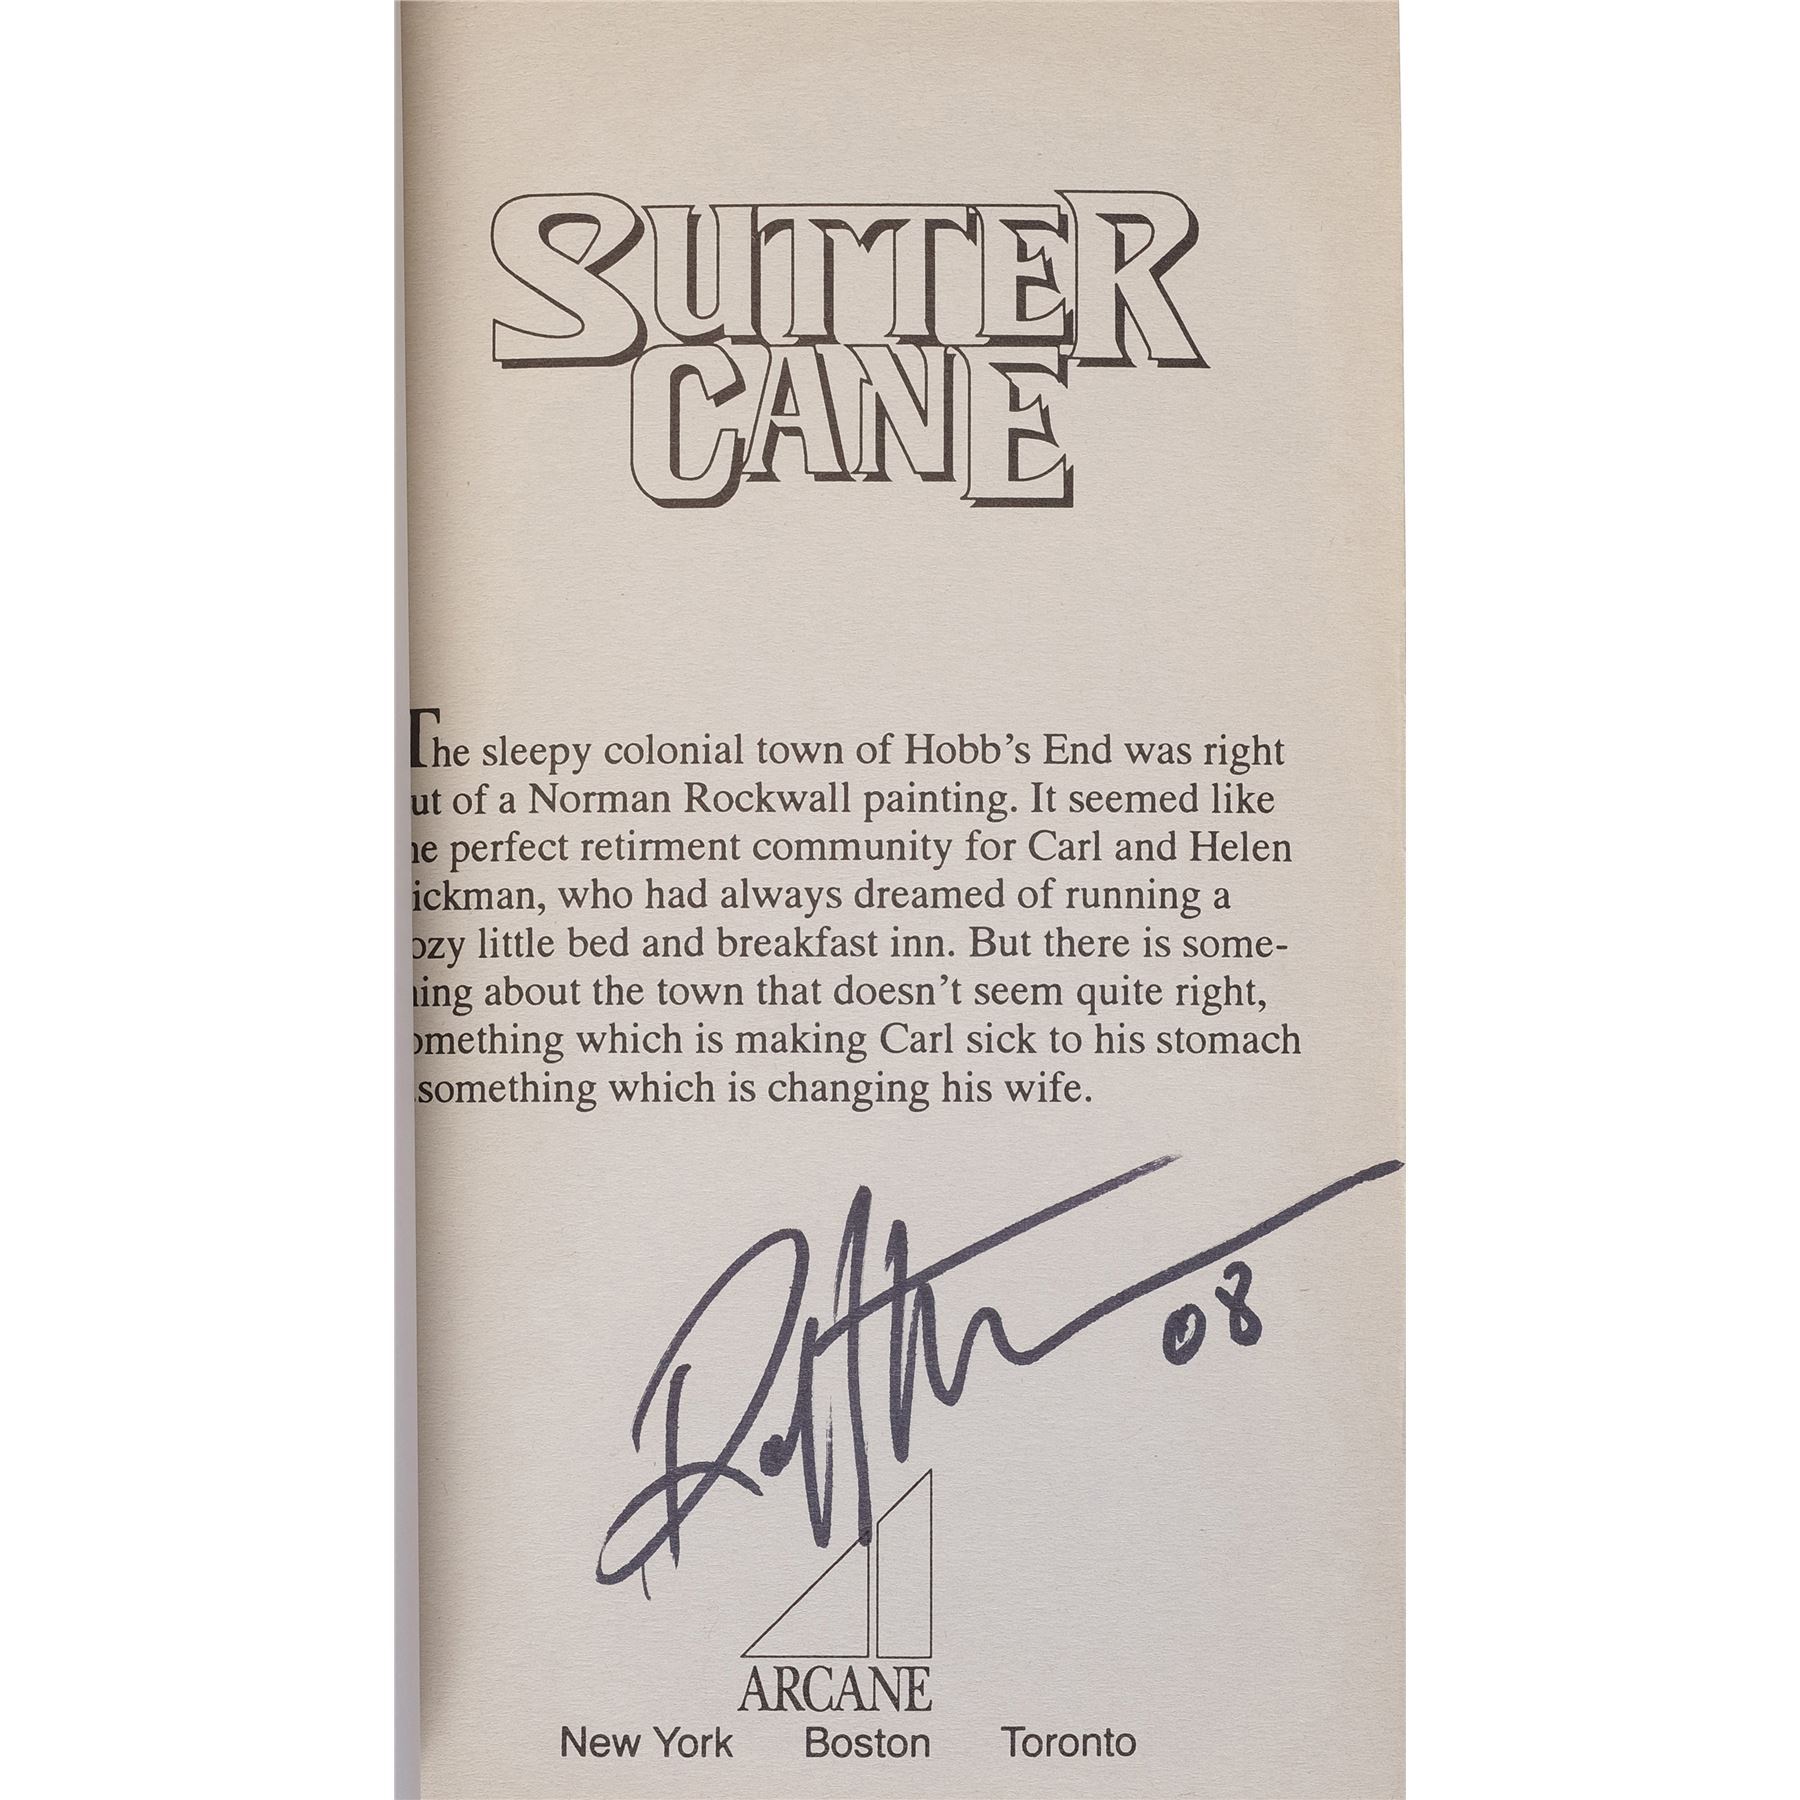 SUTTER
CANE
The sleepy colonial town of Hobb's End was right
ut of a Norman Rockwall painting. It seemed like
he perfect retirment community for Carl and Helen
ickman, who had always dreamed of running a
ozy little bed and breakfast inn. But there is some-
hing about the town that doesn't seem quite right,
omething which is making Carl sick to his stomach
.something which is changing his wife.
08
ARCANE
New York Boston Toronto